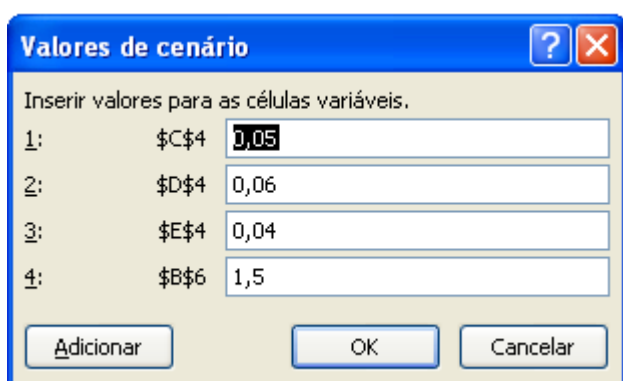 Valores de cenário
Inserir valores para as células variáveis.
1: $C$4 0,05
2: $D$4 0,06
3: $E$4 0,04
4: $B$6 1,5
Adicionar OK Cancelar